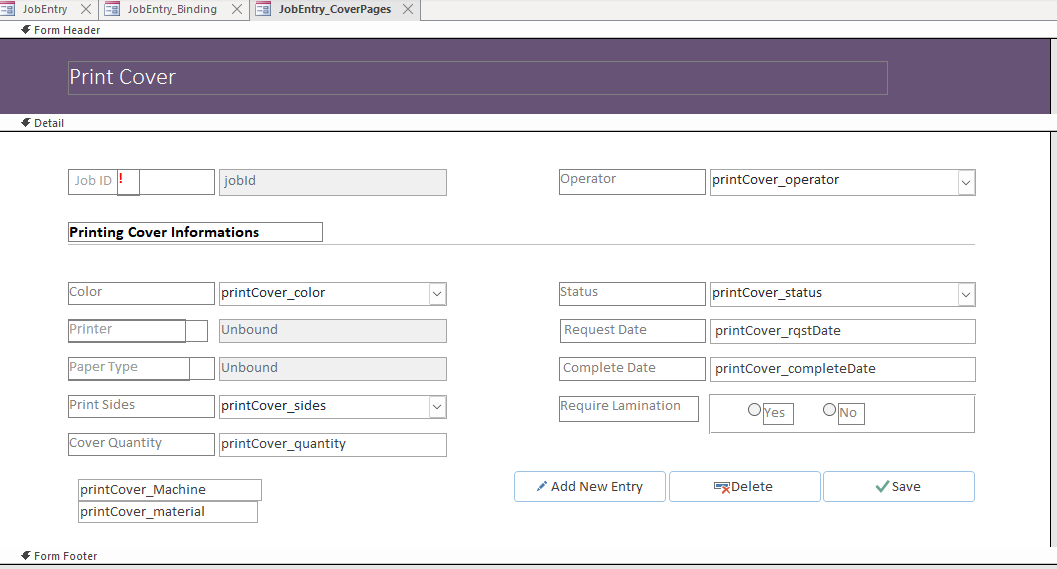 JobEntry JobEntry_Binding JobEntry_CoverPages
Form Header
Print Cover
Detail
Job ID ! jobId Operator printCover_operator
Printing Cover Informations
Color printCover_color Status printCover_status
Printer Unbound Request Date printCover_rqstDate
Paper Type Unbound Complete Date printCover_completeDate
Print Sides printCover_sides Require Lamination Yes No
Cover Quantity printCover_quantity
printCover_Machine Add New Entry Delete Save
printCover_material
Form Footer